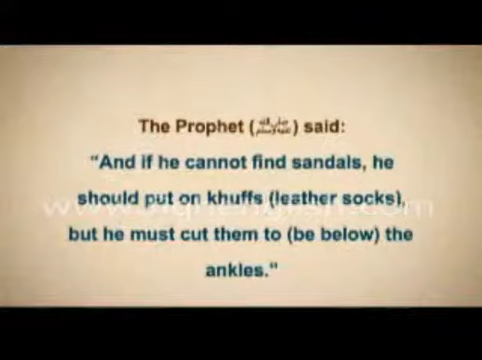 The Prophet (ﷺ) said:
"And if he cannot find sandals, he
should put on khuffs (leather socks),
but he must cut them to (be below) the
ankles."